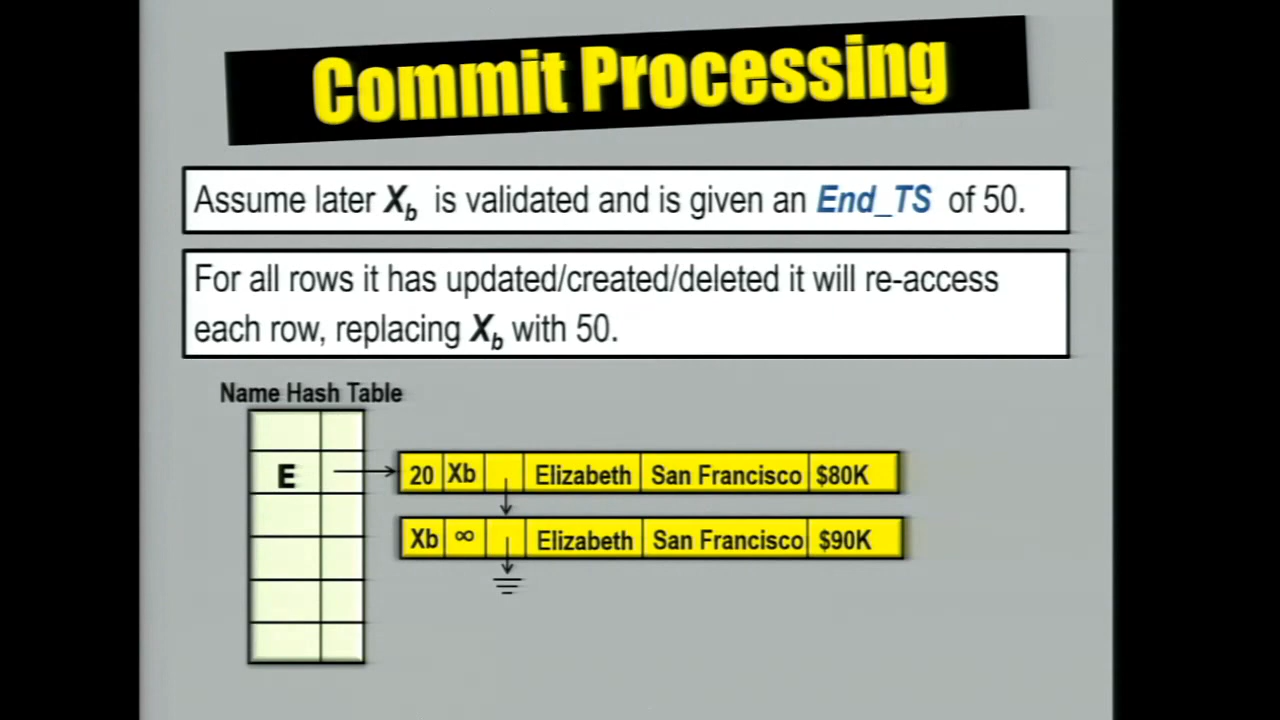 Commit Processing
Assume later Xb is validated and is given an End_TS of 50.
For all rows it has updated/created/deleted it will re-access
each row, replacing Xb with 50.
Name Hash Table
E 20 Xb Elizabeth San Francisco $80K
Xb ∞ Elizabeth San Francisco $90K